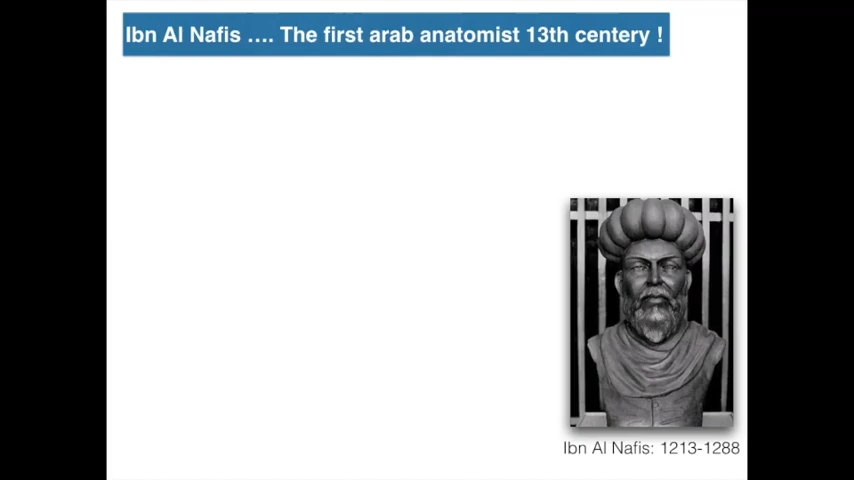 Ibn Al Nafis .... The first arab anatomist 13th centery !
Ibn Al Nafis: 1213-1288